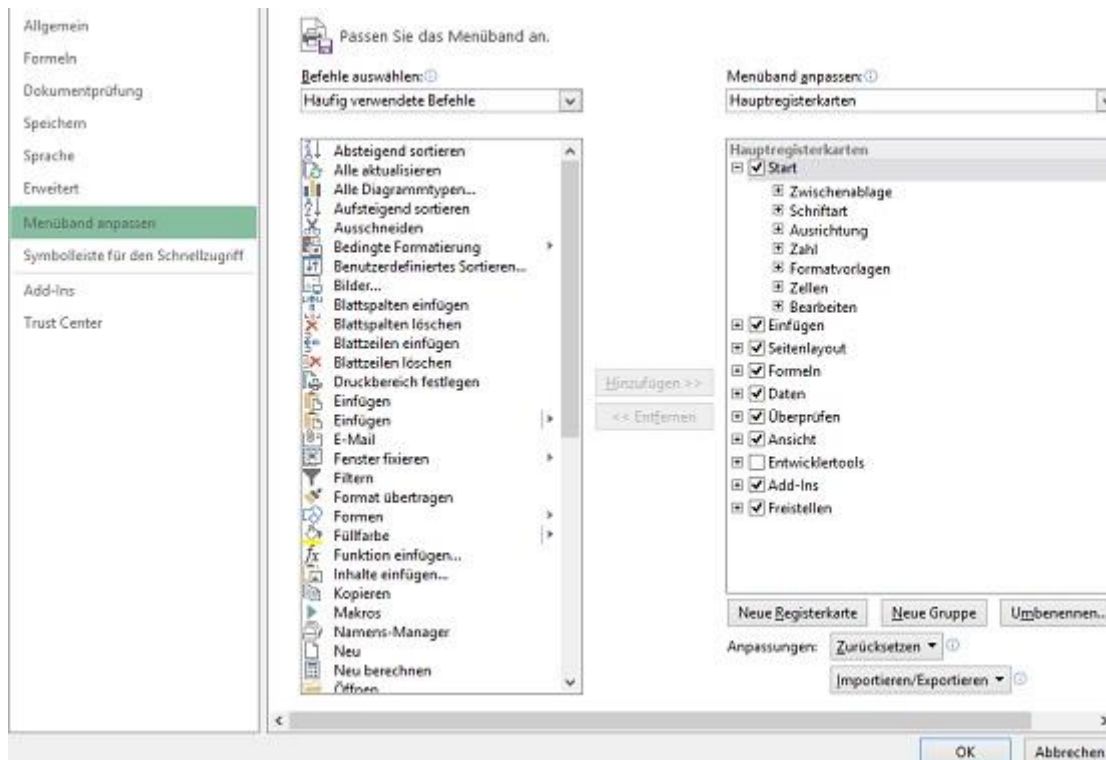 Allgemein
Formeln
Dokumentprüfung
Speichern
Sprache
Erweitert
Menüband anpassen
Symbolleiste für den Schnellzugriff
Add-Ins
Trust Center
Passen Sie das Menüband an.
Befehle auswählen:
Häufig verwendete Befehle
Absteigend sortieren
Alle aktualisieren
Alle Diagrammtypen...
Aufsteigend sortieren
Ausschneiden
Bedingte Formatierung
Benutzerdefiniertes Sortieren...
Bilder...
Blattspalten einfügen
Blattspalten löschen
Blattzeilen einfügen
Blattzeilen löschen
Druckbereich festlegen
Einfügen
Einfügen
E-Mail
Fenster fixieren
Filtern
Format übertragen
Formen
Füllfarbe
Funktion einfügen...
Inhalte einfügen...
Kopieren
Makros
Namens-Manager
Neu
Neu berechnen
Öffnen
Hinzufügen >>
<< Entfernen
Menüband anpassen:
Hauptregisterkarten
Hauptregisterkarten
Start
Zwischenablage
Schriftart
Ausrichtung
Zahl
Formatvorlagen
Zellen
Bearbeiten
Einfügen
Seitenlayout
Formeln
Daten
Überprüfen
Ansicht
Entwicklertools
Add-Ins
Freistellen
Neue Registerkarte Neue Gruppe Umbenennen...
Anpassungen: Zurücksetzen
Importieren/Exportieren
OK Abbrechen